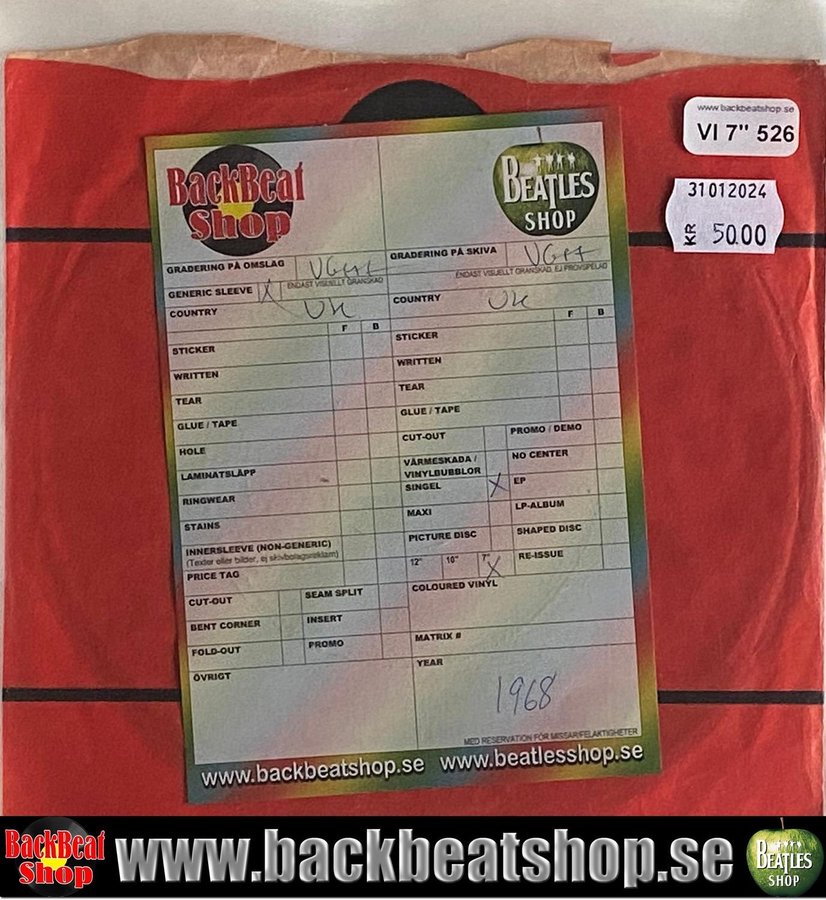 www.backbeatshop.se
VI 7" 526
31012024
KR 50.00
BackBeat
Shop
BEATLES
SHOP
GRADERING PÅ OMSLAG
ENDAST VISUELLT GRANSKAD
GENERIC SLEEVE X
COUNTRY UK
F B
STICKER
WRITTEN
TEAR
GLUE / TAPE
HOLE
LAMINATSLÄPP
RINGWEAR
STAINS
INNERSLEEVE (NON-GENERIC)
(Texter eller bilder, ej skivbolagsreklam)
PRICE TAG
CUT-OUT SEAM SPLIT
BENT CORNER INSERT
FOLD-OUT PROMO
ÖVRIGT
GRADERING PÅ SKIVA
ENDAST VISUELLT GRANSKAD, EJ PROVSPELAD
COUNTRY UK
F B
STICKER
WRITTEN
TEAR
GLUE / TAPE
CUT-OUT PROMO / DEMO
VÄRMESKADA / NO CENTER
VINYLBUBBLOR
SINGEL X EP
MAXI LP-ALBUM
PICTURE DISC SHAPED DISC
12" 10" 7" X RE-ISSUE
COLOURED VINYL
MATRIX #
YEAR
1968
MED RESERVATION FÖR MISSAR/FELAKTIGHETER
www.backbeatshop.se www.beatlesshop.se
BackBeat
Shop
www.backbeatshop.se
BEATLES
SHOP